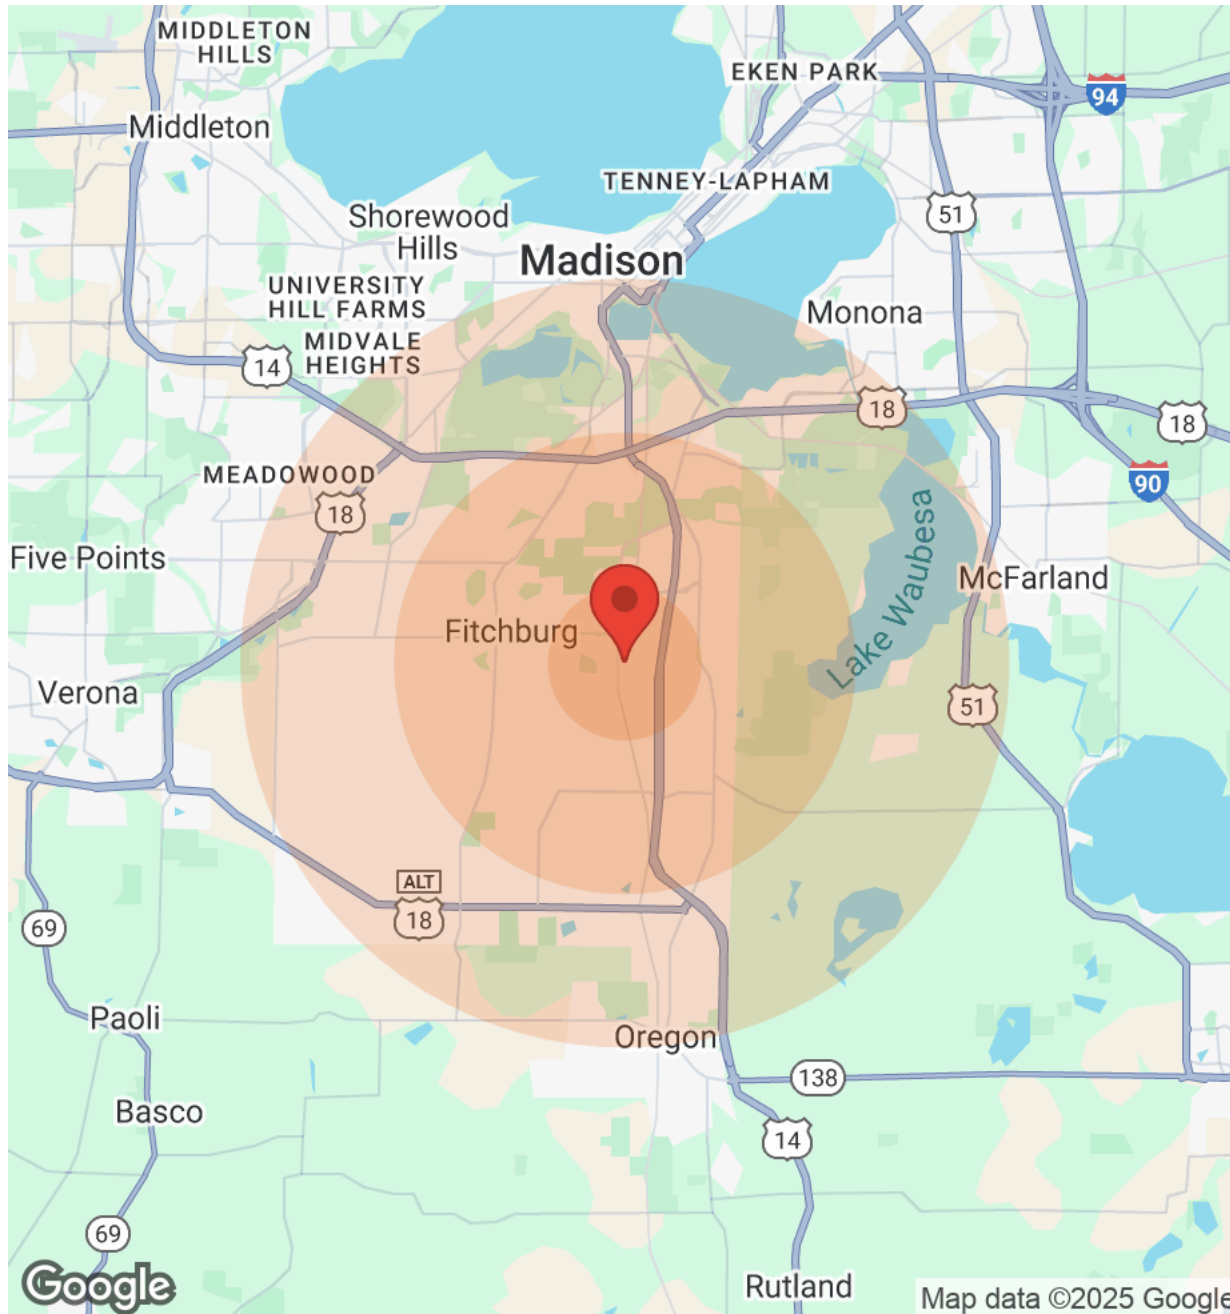 MIDDLETON
HILLS
EKEN PARK
94
Middleton
TENNEY-LAPHAM
51
Shorewood
Hills
Madison
UNIVERSITY
HILL FARMS
Monona
MIDVALE
HEIGHTS
14
18
18
MEADOWOOD
90
18
Lake Waubesa
Five Points
McFarland
Fitchburg
Verona
51
ALT
18
69
Paoli
Oregon
138
Basco
14
69
Google
Rutland
Map data ©2025 Google